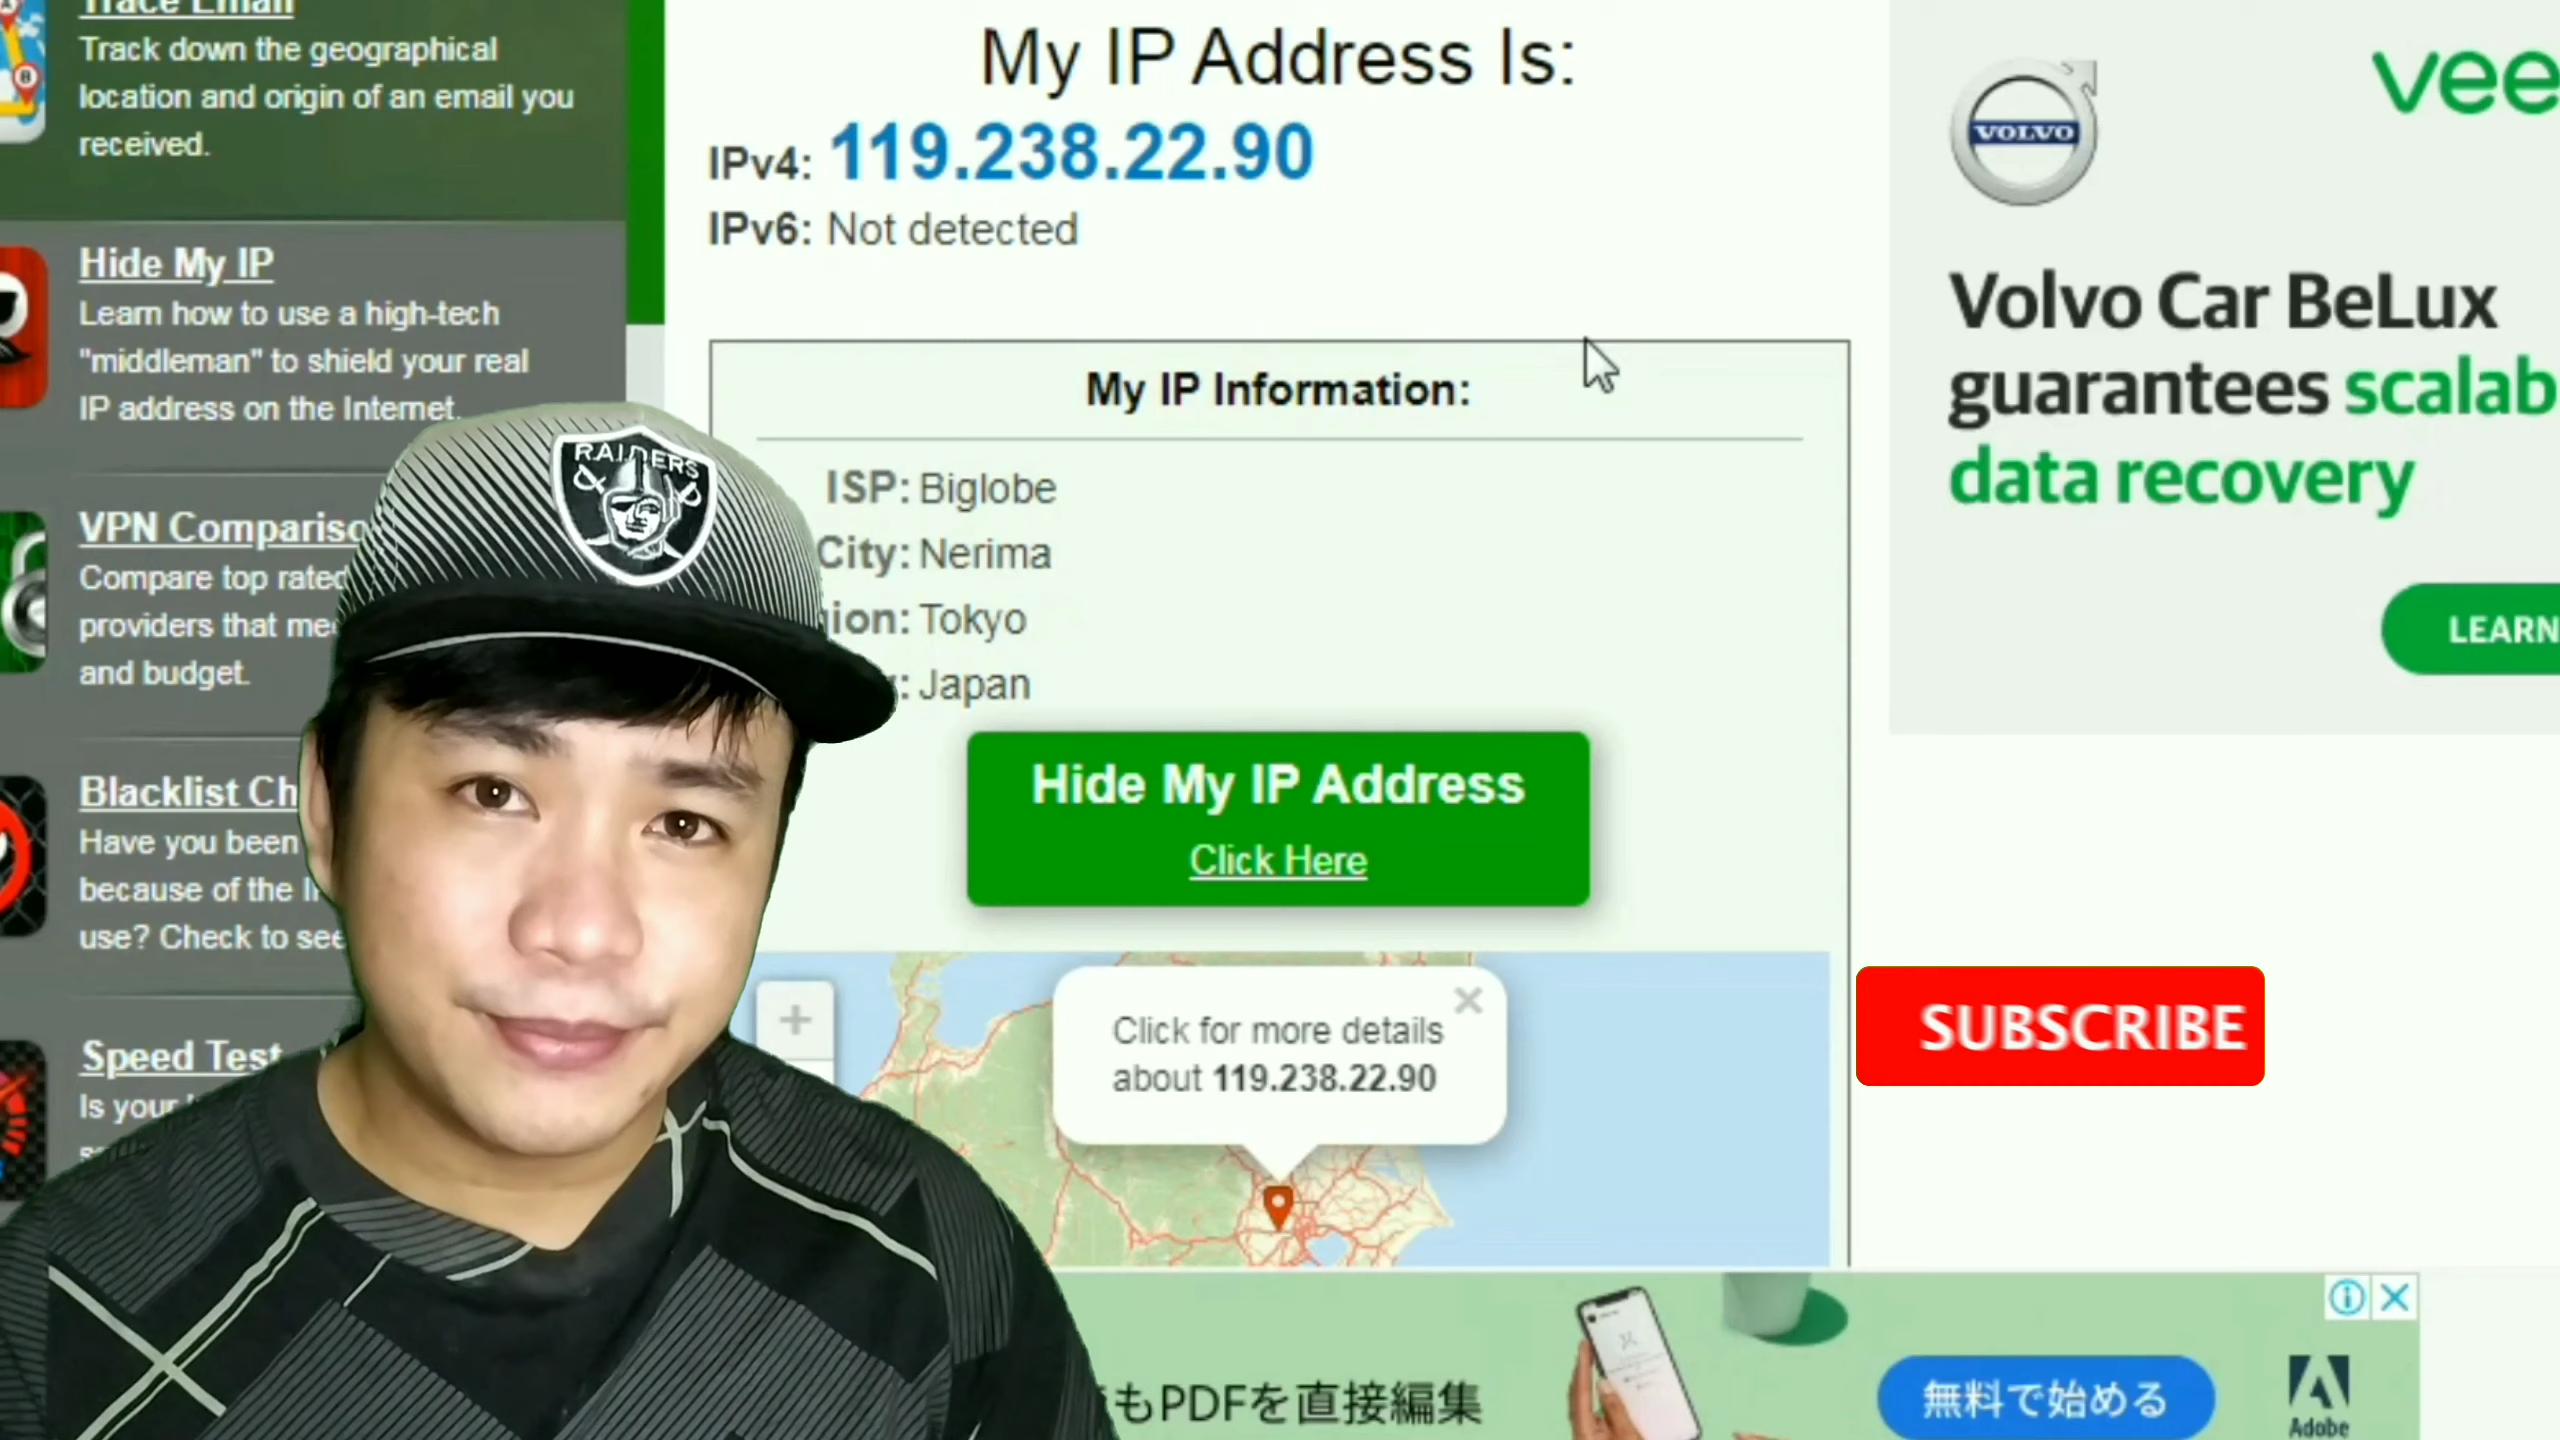 Trace Email
Track down the geographical
location and origin of an email you
received.
Hide My IP
Learn how to use a high-tech
"middleman" to shield your real
IP address on the Internet.
VPN Compariso
Compare top rated
providers that me
and budget.
Blacklist Ch
Have you been
because of the I
use? Check to see
Speed Test
Is your
My IP Address Is:
IPv4: 119.238.22.90
IPv6: Not detected
My IP Information:
ISP: Biglobe
City: Nerima
gion: Tokyo
: Japan
Hide My IP Address
Click Here
+
Click for more details
about 119.238.22.90
RAIDERS
VOLVO
vee
Volvo Car BeLux
guarantees scalab
data recovery
LEARN
SUBSCRIBE
もPDFを直接編集
無料で始める
Adobe